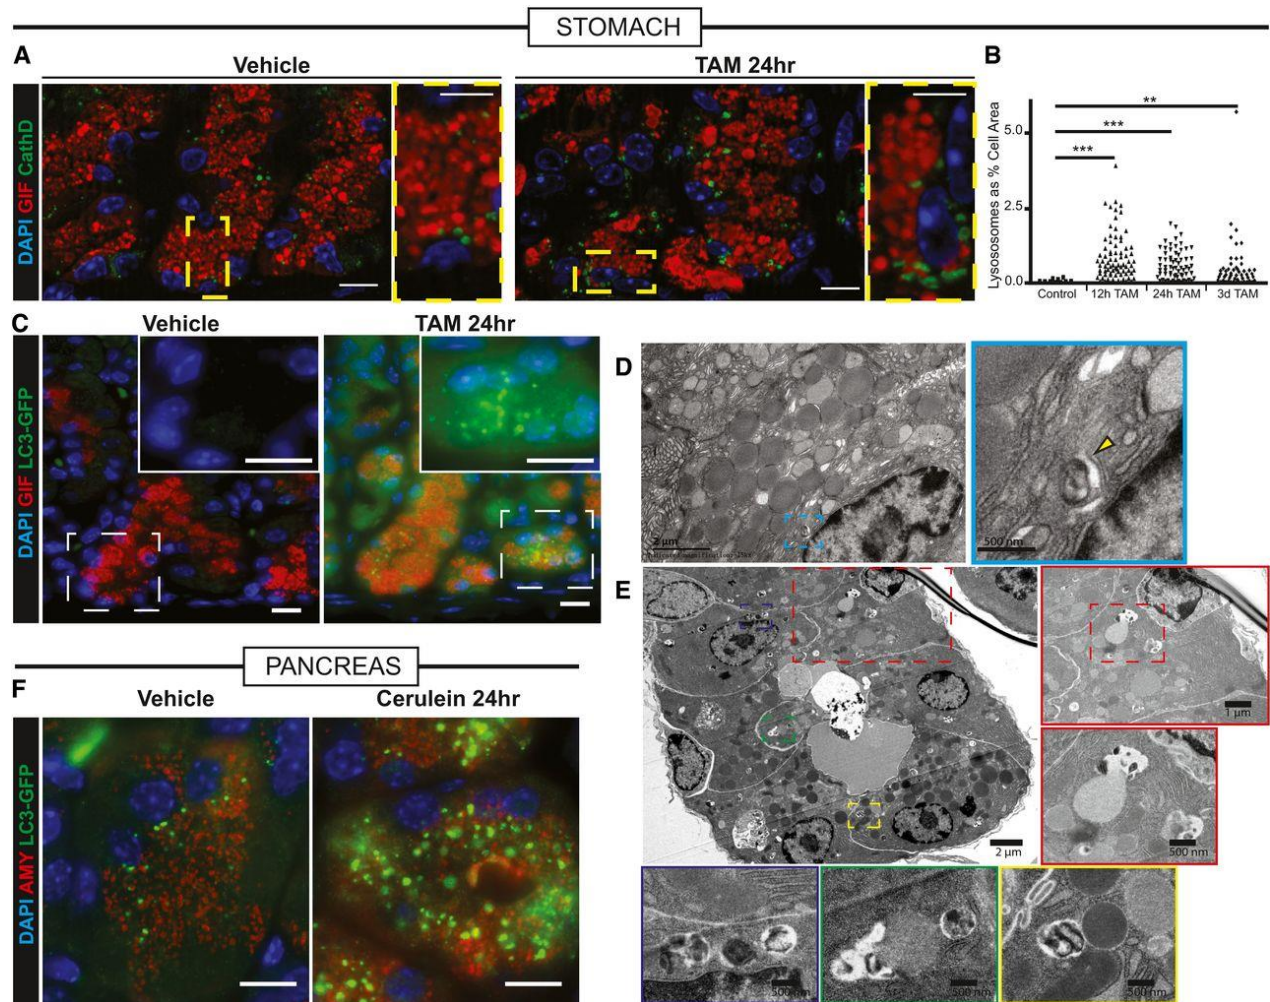 STOMACH
A
Vehicle
TAM 24hr
DAPI GIF CathD
B
**
***
***
Lysososomes as % Cell Area
5.0
2.5
0.0
Control
12h TAM
24h TAM
3d TAM
C
Vehicle
TAM 24hr
DAPI GIF LC3-GFP
D
2 µm
500 nm
E
2 µm
1 µm
500 nm
500 nm
500 nm
500 nm
PANCREAS
F
Vehicle
Cerulein 24hr
DAPI AMY LC3-GFP